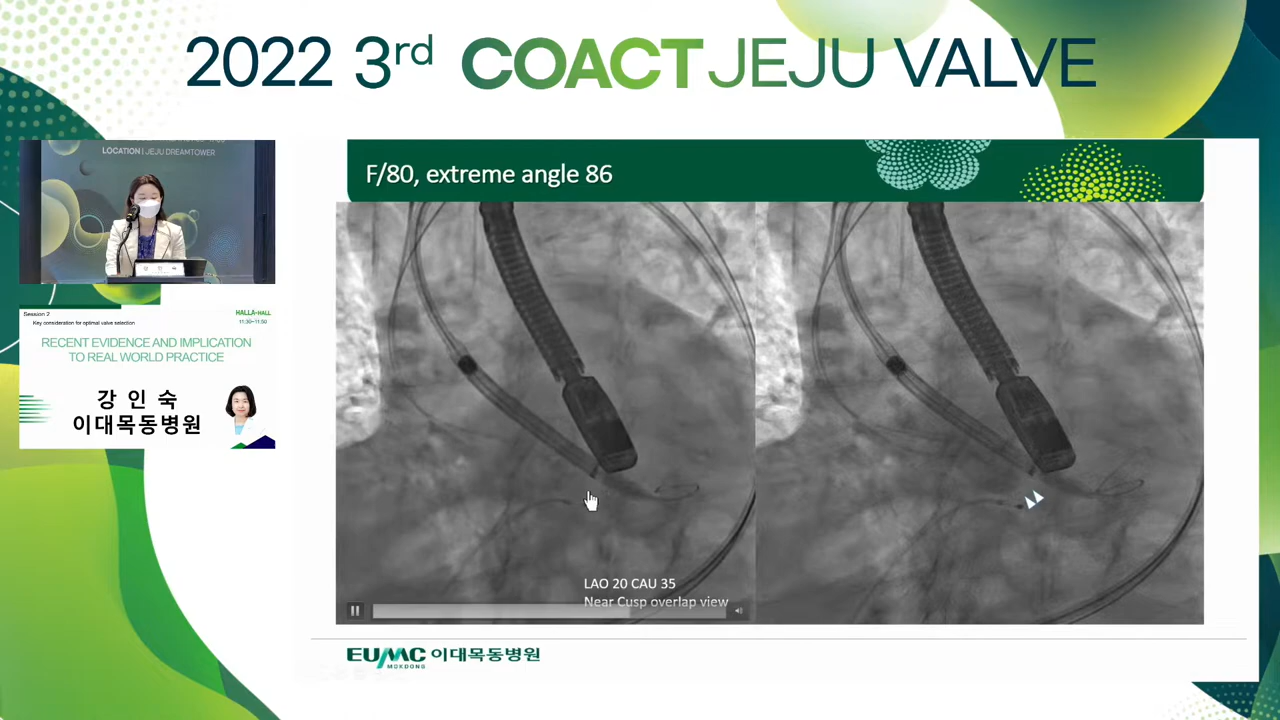 2022 3rd COACT JEJU VALVE
LOCATION | JEJU DREAMTOWER
강 인 숙
Session 2
Key consideration for optimal valve selection
HALLA-HALL
11:30~11:50
RECENT EVIDENCE AND IMPLICATION
TO REAL WORLD PRACTICE
강 인 숙
이대목동병원
F/80, extreme angle 86
LAO 20 CAU 35
Near Cusp overlap view
EUMC 이대목동병원
MOKDONG